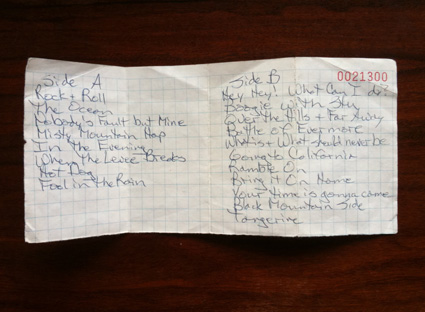 Side A
Rock + Roll
The Ocean
Nobody's Fault but Mine
Misty Mountain Hop
In the Evening
When the Levee Breaks
Hot Dog
Fool in the Rain
Side B
0021300
Hey Hey! What Can I do?
Boogie with Stu
Over the Hills + Far Away
Battle of Evermore
What is + What should never be
Going to California
Ramble On
Bring it On Home
Your time is gonna come
Black Mountain Side
Tangerine